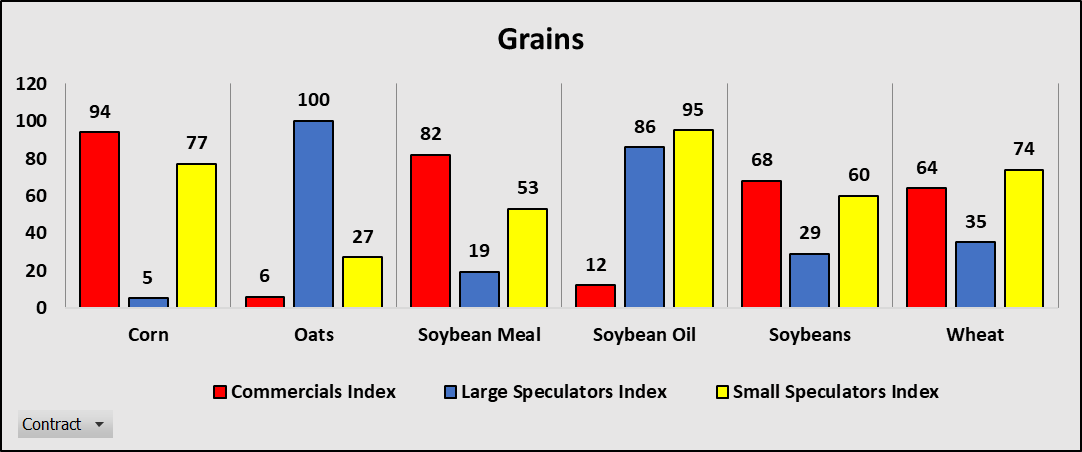 Grains
120
100
80
60
40
20
0
94
5
77
6
100
27
82
19
53
12
86
95
68
29
60
64
35
74
Corn
Oats
Soybean Meal
Soybean Oil
Soybeans
Wheat
Commercials Index
Large Speculators Index
Small Speculators Index
Contract